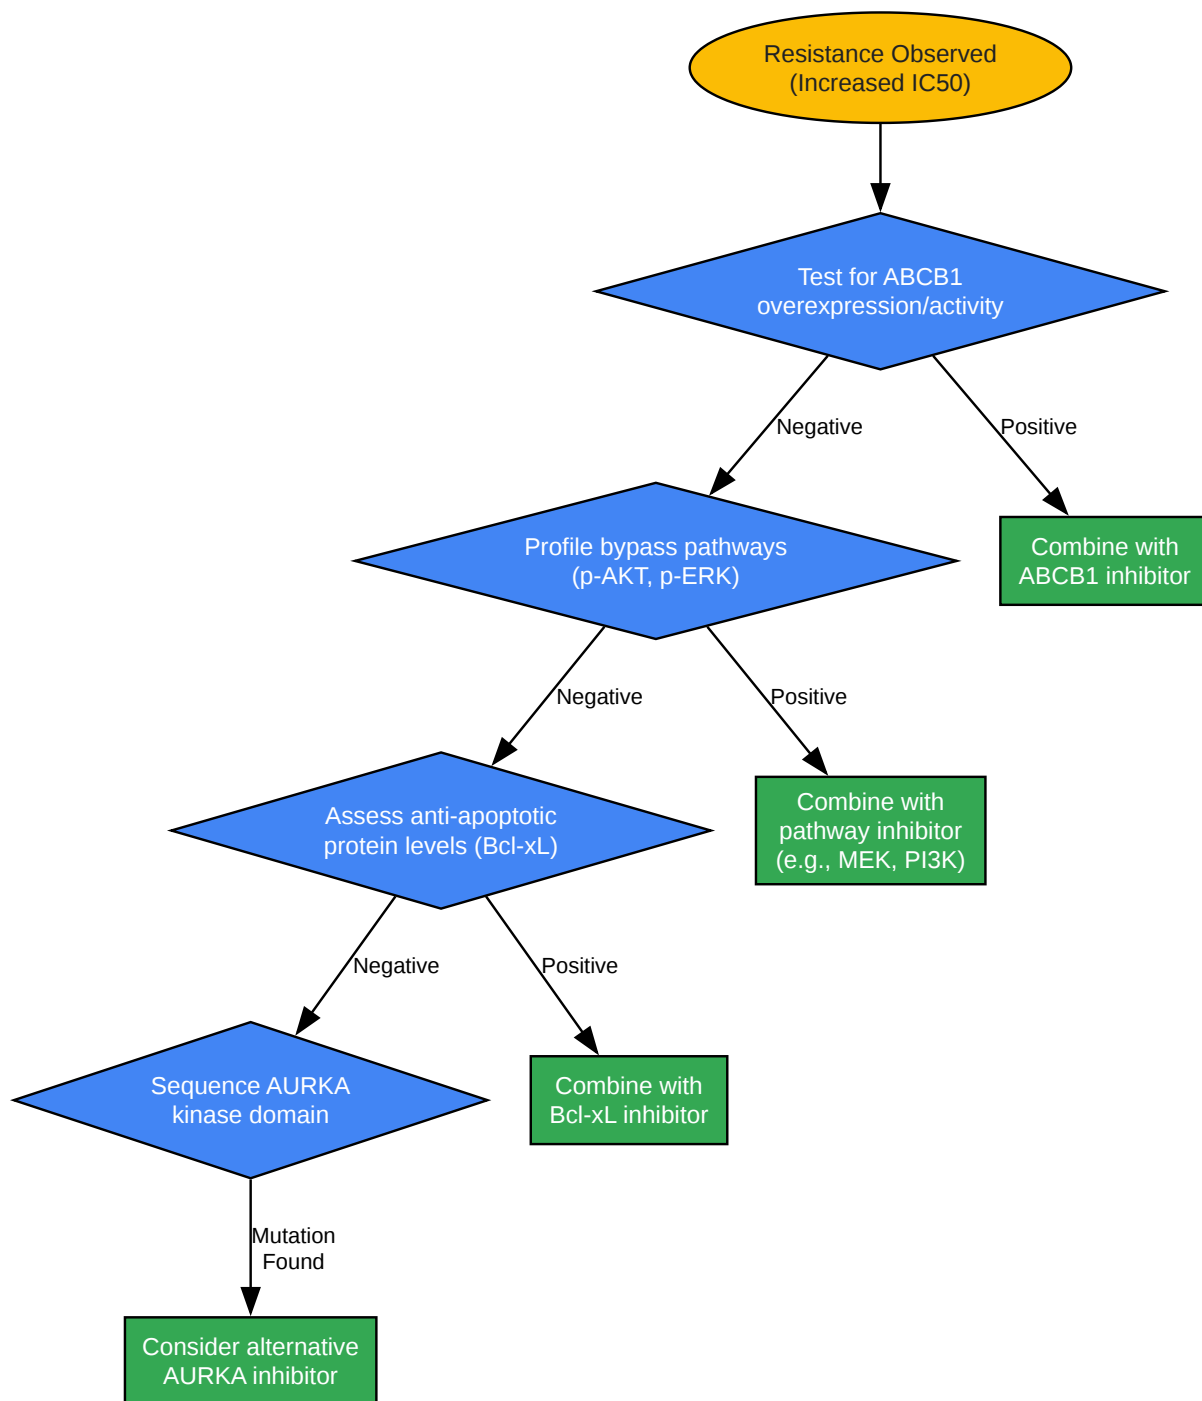 Resistance Observed
(Increased IC50)
Test for ABCB1
overexpression/activity
Negative
Positive
Profile bypass pathways
(p-AKT, p-ERK)
Combine with
ABCB1 inhibitor
Negative
Positive
Assess anti-apoptotic
protein levels (Bcl-xL)
Combine with
pathway inhibitor
(e.g., MEK, PI3K)
Negative
Positive
Sequence AURKA
kinase domain
Combine with
Bcl-xL inhibitor
Mutation
Found
Consider alternative
AURKA inhibitor